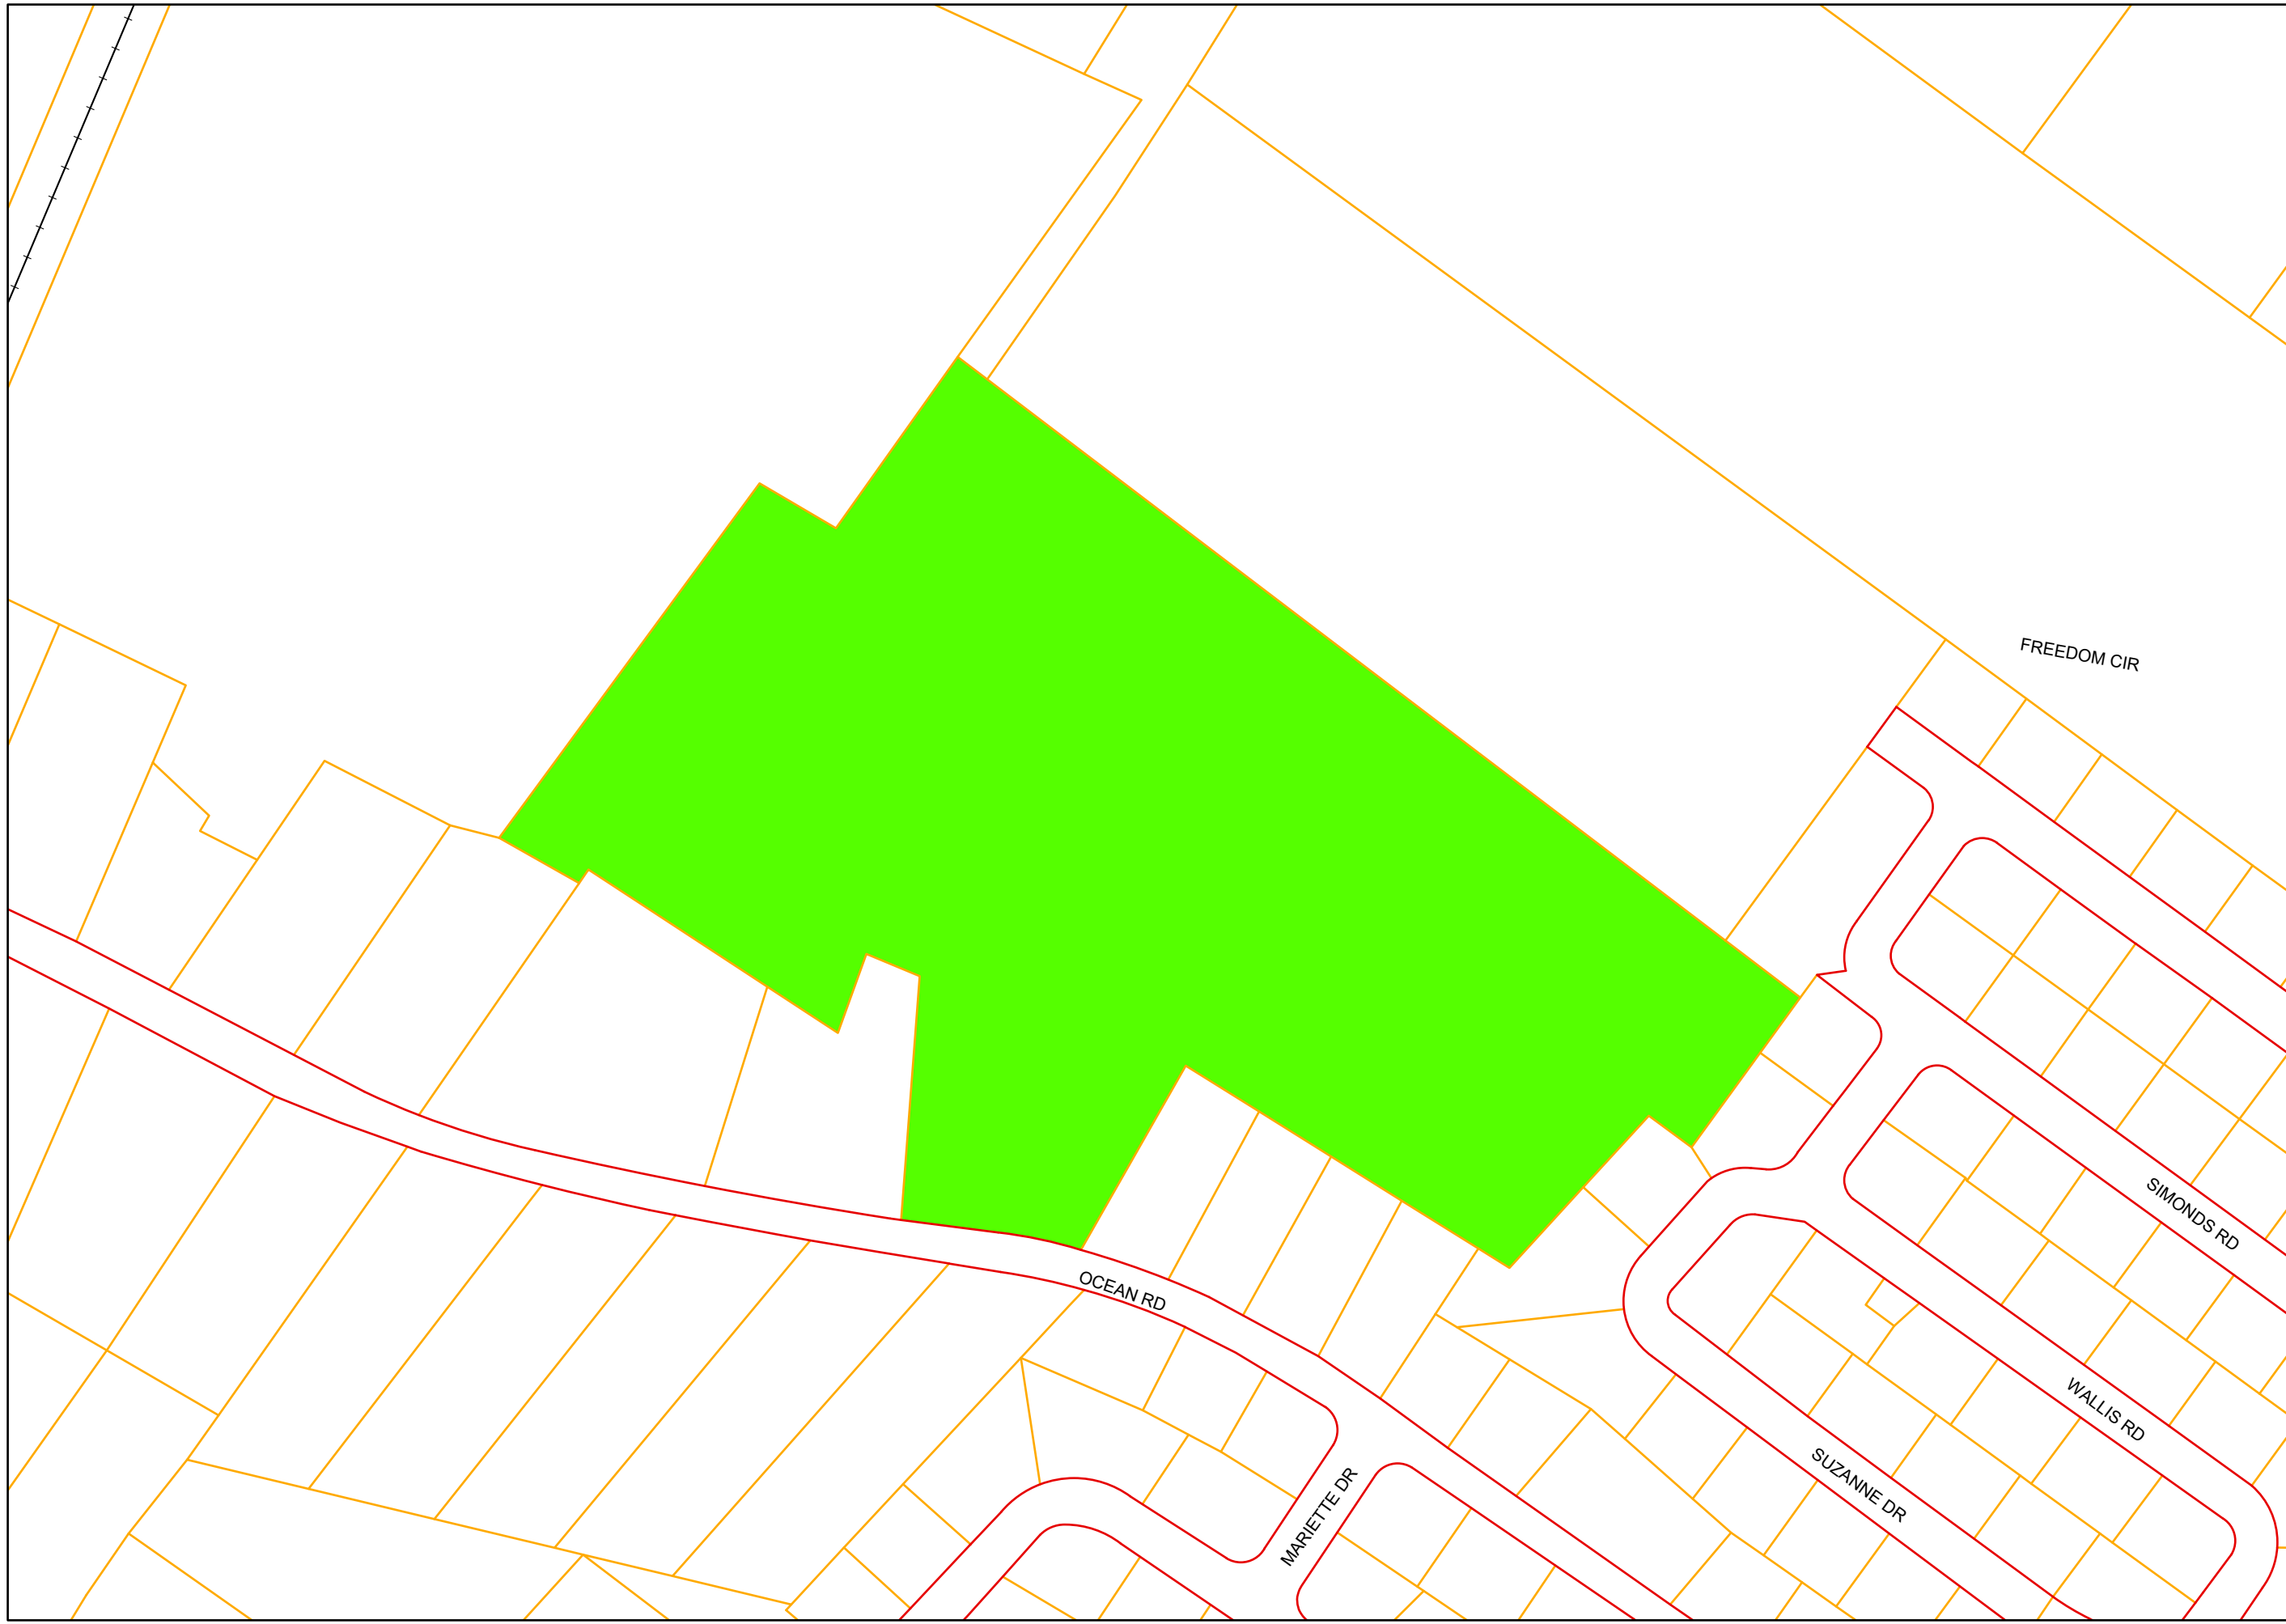 FREEDOM CIR
SIMONDS RD
OCEAN RD
WALLIS RD
SUZANNE DR
MARIETTE DR